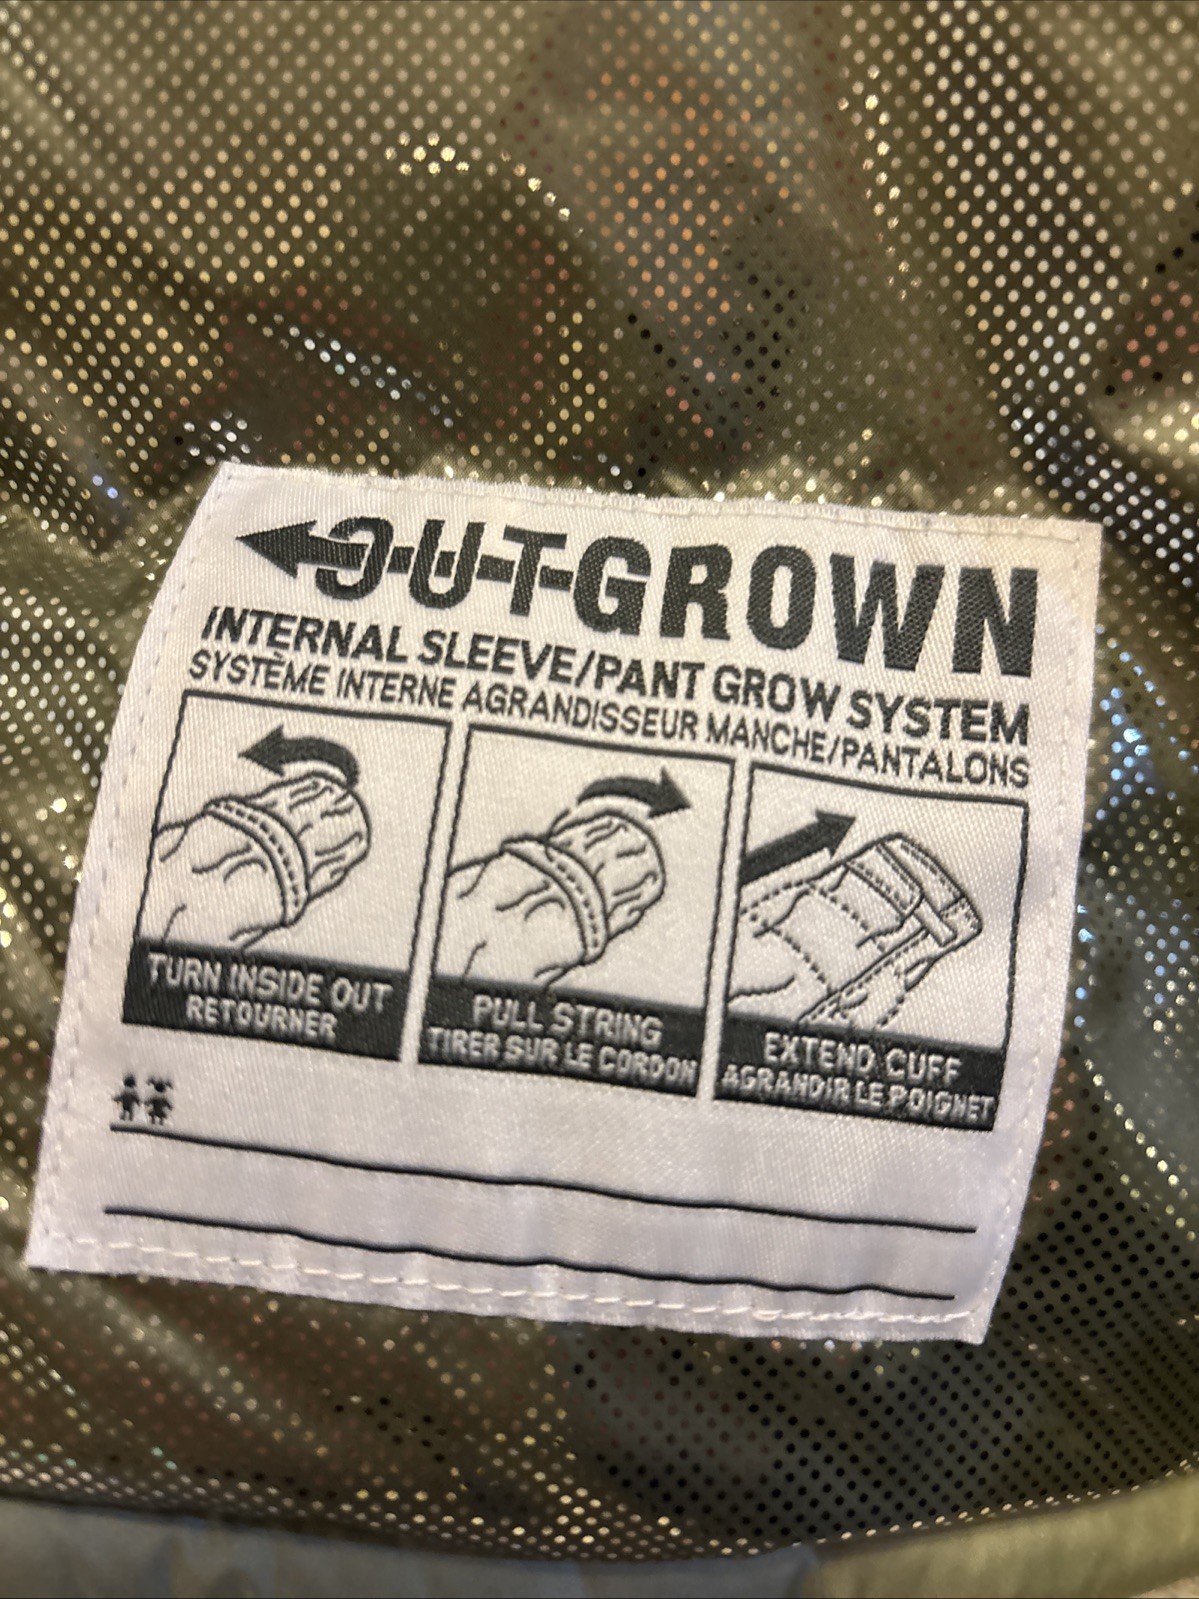 OUTGROWN
INTERNAL SLEEVE/PANT GROW SYSTEM
SYSTÈME INTERNE AGRANDISSEUR MANCHE/PANTALONS
TURN INSIDE OUT
RETOURNER
PULL STRING
TIRER SUR LE CORDON
EXTEND CUFF
AGRANDIR LE POIGNET